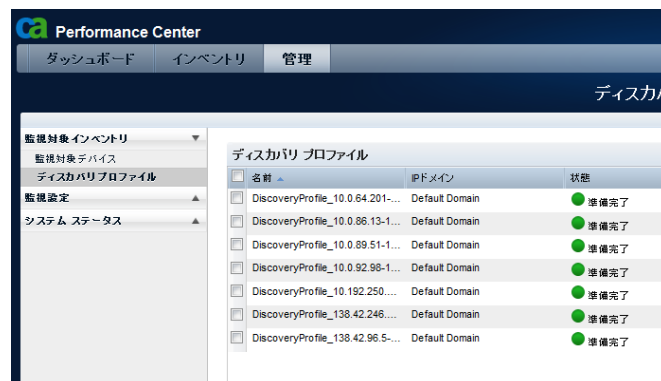 ca Performance Center
ダッシュボード インベントリ 管理
ディスカバ
監視対象インベントリ
監視対象デバイス
ディスカバリプロファイル
監視設定
システム ステータス
ディスカバリ プロファイル
名前 IPドメイン 状態
DiscoveryProfile_10.0.64.201-... Default Domain 準備完了
DiscoveryProfile_10.0.86.13-1... Default Domain 準備完了
DiscoveryProfile_10.0.89.51-1... Default Domain 準備完了
DiscoveryProfile_10.0.92.98-1... Default Domain 準備完了
DiscoveryProfile_10.192.250.... Default Domain 準備完了
DiscoveryProfile_138.42.246.... Default Domain 準備完了
DiscoveryProfile_138.42.96.5-... Default Domain 準備完了